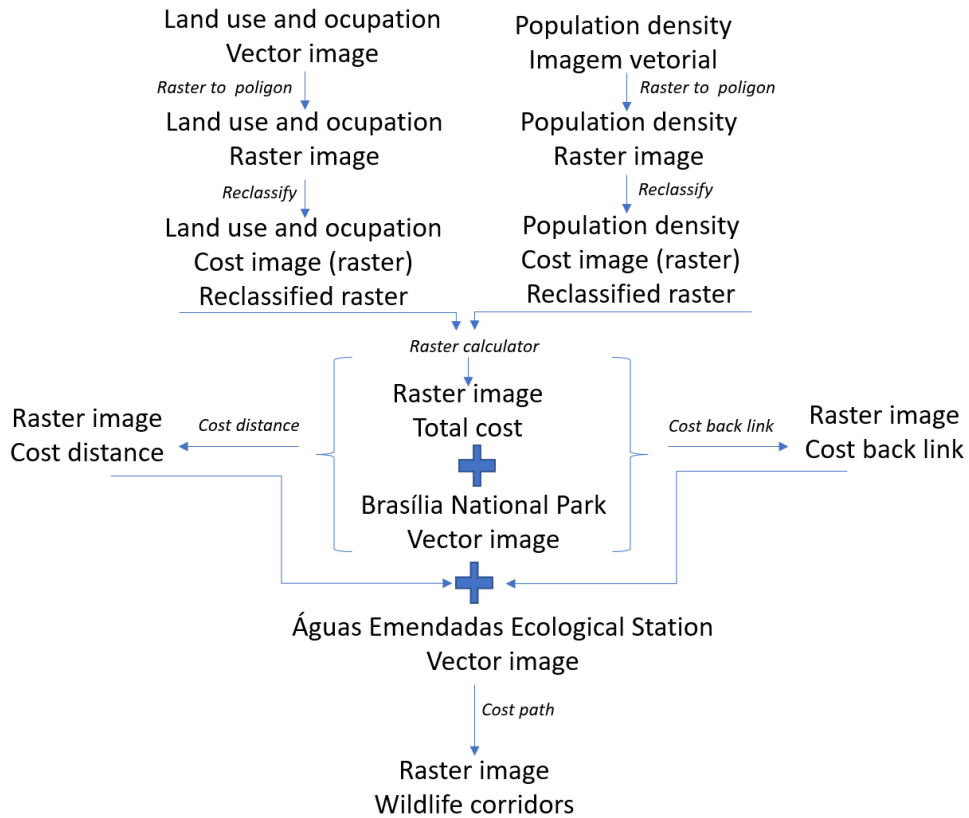 Land use and ocupation
Vector image
Raster to  poligon
Land use and ocupation
Raster image
Reclassify
Land use and ocupation
Cost image (raster)
Reclassified raster
Population density
Imagem vetorial
Raster to poligon
Population density
Raster image
Reclassify
Population density
Cost image (raster)
Reclassified raster
Raster calculator
Raster image
Total cost
Brasília National Park
Vector image
Cost distance
Raster image
Cost distance
Cost back link
Raster image
Cost back link
Águas Emendadas Ecological Station
Vector image
Cost path
Raster image
Wildlife corridors